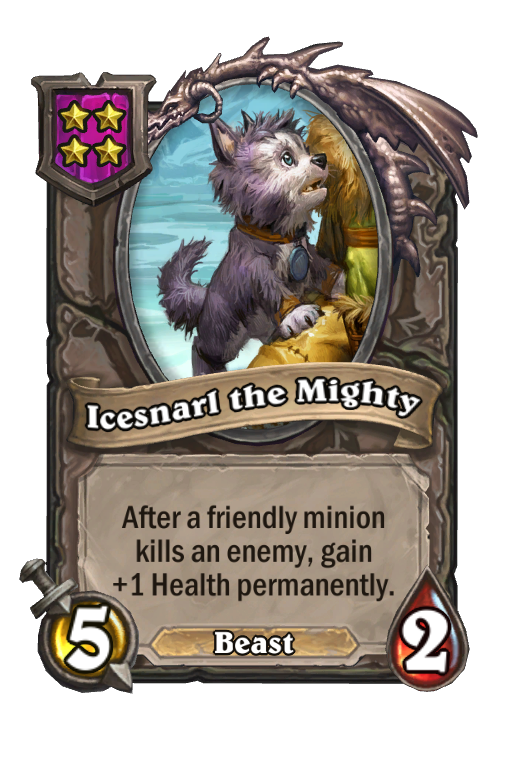 Icesnarl the Mighty
After a friendly minion
kills an enemy, gain
+1 Health permanently.
5
Beast
2